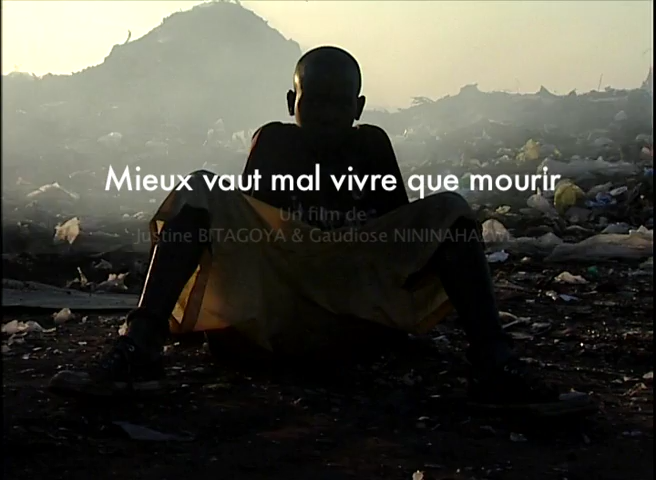 Mieux vaut mal vivre que mourir
Un film de
Justine BITAGOYA & Gaudiose NININAHAZWE